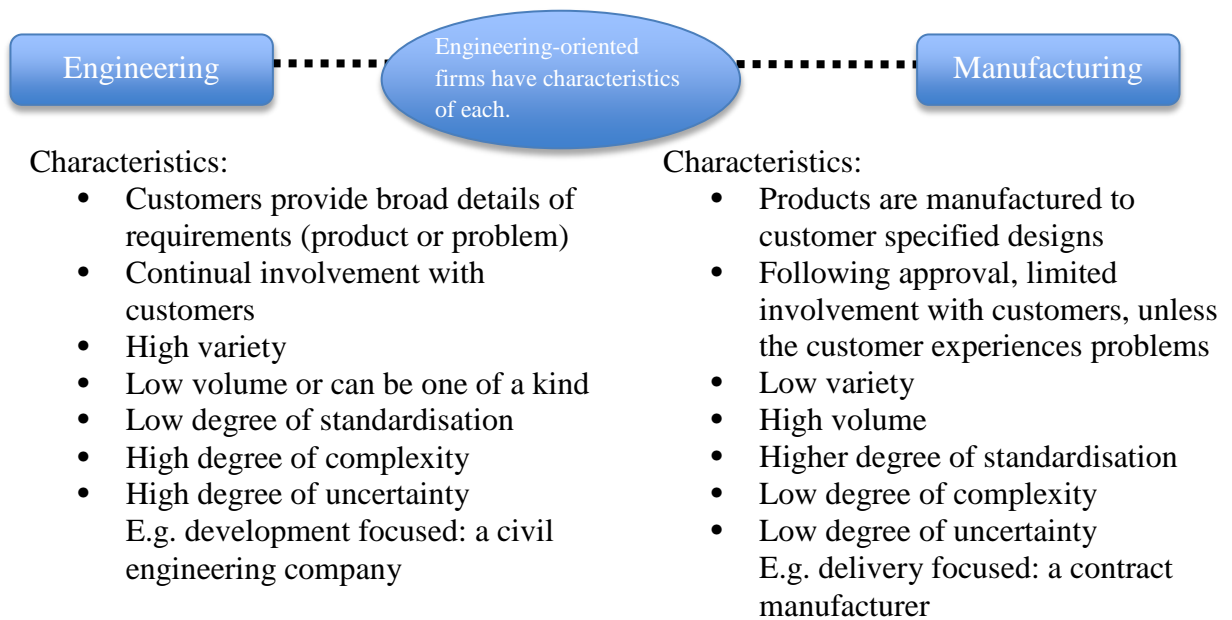 Engineering
Engineering-oriented
firms have characteristics
of each.
Manufacturing
Characteristics:
• Customers provide broad details of
requirements (product or problem)
• Continual involvement with
customers
• High variety
• Low volume or can be one of a kind
• Low degree of standardisation
• High degree of complexity
• High degree of uncertainty
E.g. development focused: a civil
engineering company
Characteristics:
• Products are manufactured to
customer specified designs
• Following approval, limited
involvement with customers, unless
the customer experiences problems
• Low variety
• High volume
• Higher degree of standardisation
• Low degree of complexity
• Low degree of uncertainty
E.g. delivery focused: a contract
manufacturer